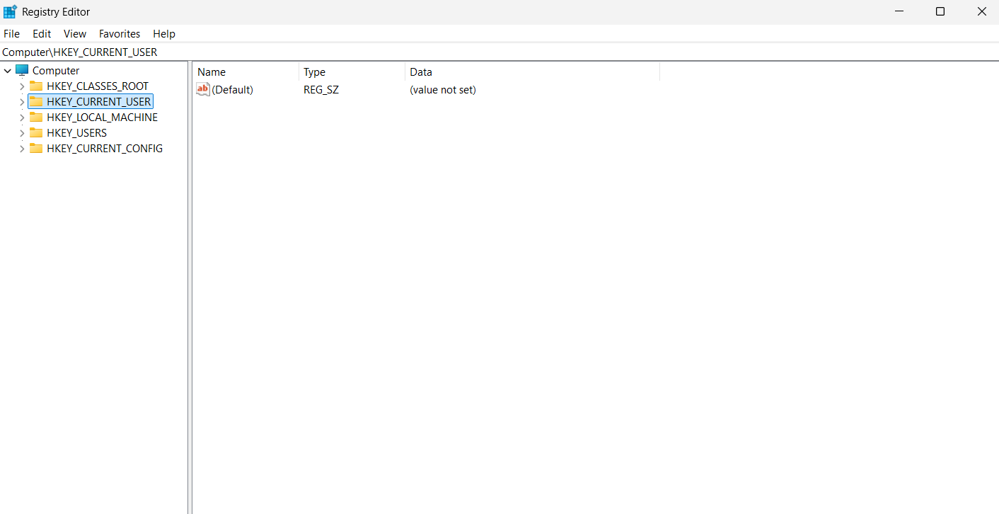 Registry Editor
File Edit View Favorites Help
Computer\HKEY_CURRENT_USER
Computer
HKEY_CLASSES_ROOT
HKEY_CURRENT_USER
HKEY_LOCAL_MACHINE
HKEY_USERS
HKEY_CURRENT_CONFIG
Name Type Data
ab (Default) REG_SZ (value not set)